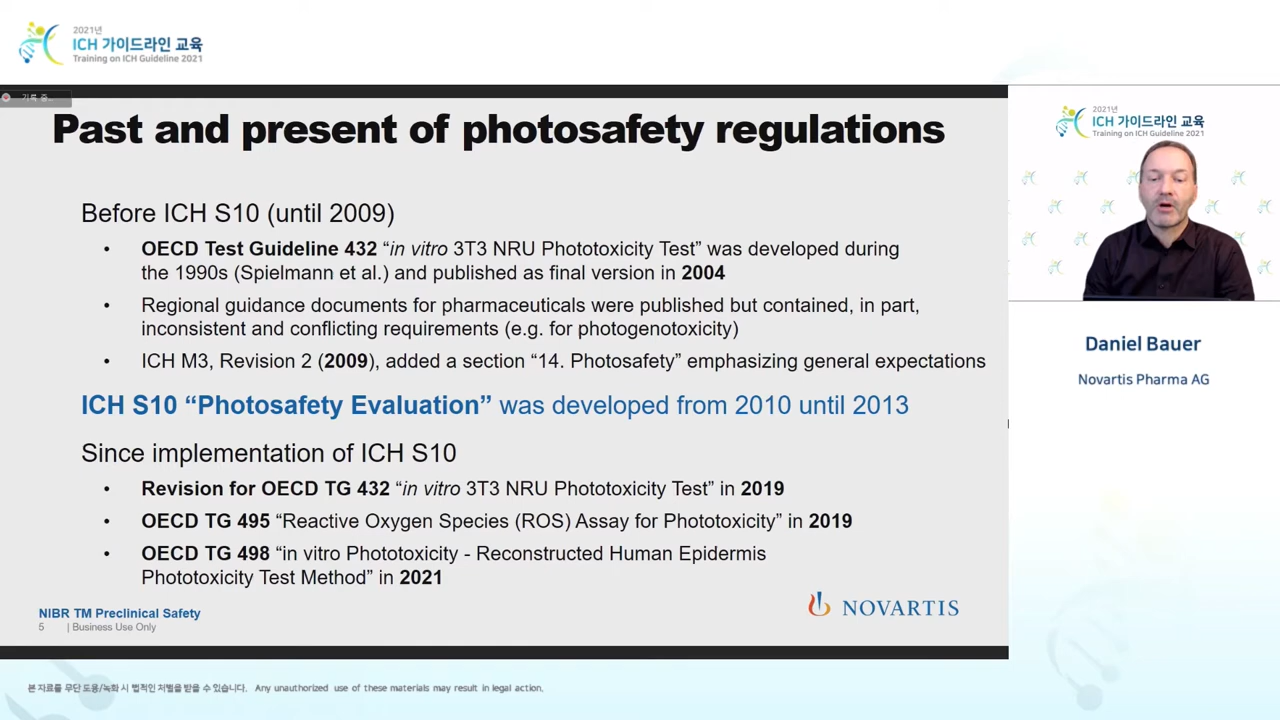 2021년
ICH 가이드라인 교육
Training on ICH Guideline 2021
기록 중...
Past and present of photosafety regulations
Before ICH S10 (until 2009)
• OECD Test Guideline 432 “in vitro 3T3 NRU Phototoxicity Test” was developed during
the 1990s (Spielmann et al.) and published as final version in 2004
• Regional guidance documents for pharmaceuticals were published but contained, in part,
inconsistent and conflicting requirements (e.g. for photogenotoxicity)
• ICH M3, Revision 2 (2009), added a section “14. Photosafety” emphasizing general expectations
ICH S10 “Photosafety Evaluation” was developed from 2010 until 2013
Since implementation of ICH S10
• Revision for OECD TG 432 “in vitro 3T3 NRU Phototoxicity Test” in 2019
• OECD TG 495 “Reactive Oxygen Species (ROS) Assay for Phototoxicity” in 2019
• OECD TG 498 “in vitro Phototoxicity - Reconstructed Human Epidermis
Phototoxicity Test Method” in 2021
NIBR TM Preclinical Safety
5 | Business Use Only
NOVARTIS
2021년
ICH 가이드라인 교육
Training on ICH Guideline 2021
Daniel Bauer
Novartis Pharma AG
본 자료를 무단 도용/녹화 시 법적인 처벌을 받을 수 있습니다. Any unauthorized use of these materials may result in legal action.